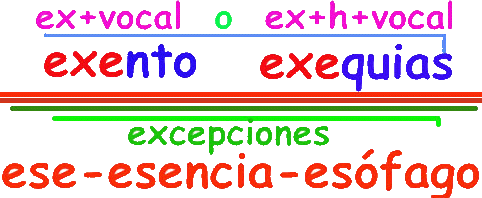 ex+vocal o ex+h+vocal
exento exequias
excepciones
ese-esencia-esófago